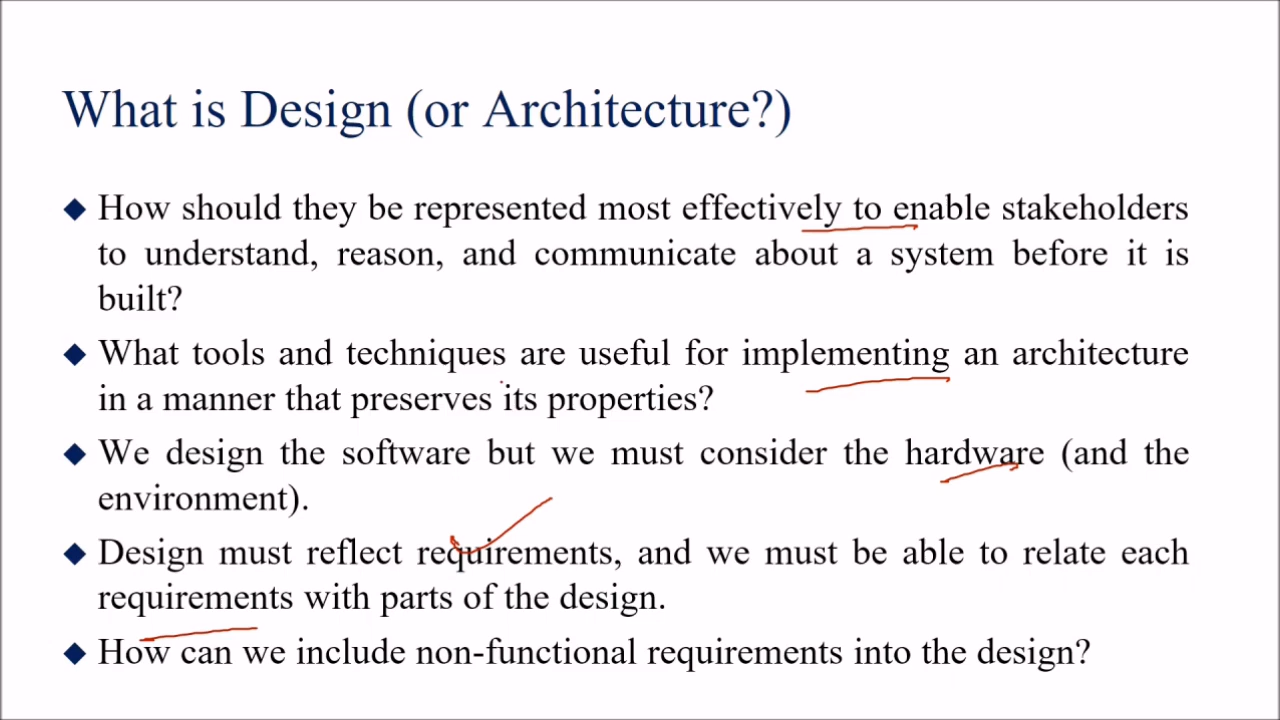 What is Design (or Architecture?)
◆ How should they be represented most effectively to enable stakeholders
to understand, reason, and communicate about a system before it is
built?
◆ What tools and techniques are useful for implementing an architecture
in a manner that preserves its properties?
◆ We design the software but we must consider the hardware (and the
environment).
◆ Design must reflect requirements, and we must be able to relate each
requirements with parts of the design.
◆ How can we include non-functional requirements into the design?